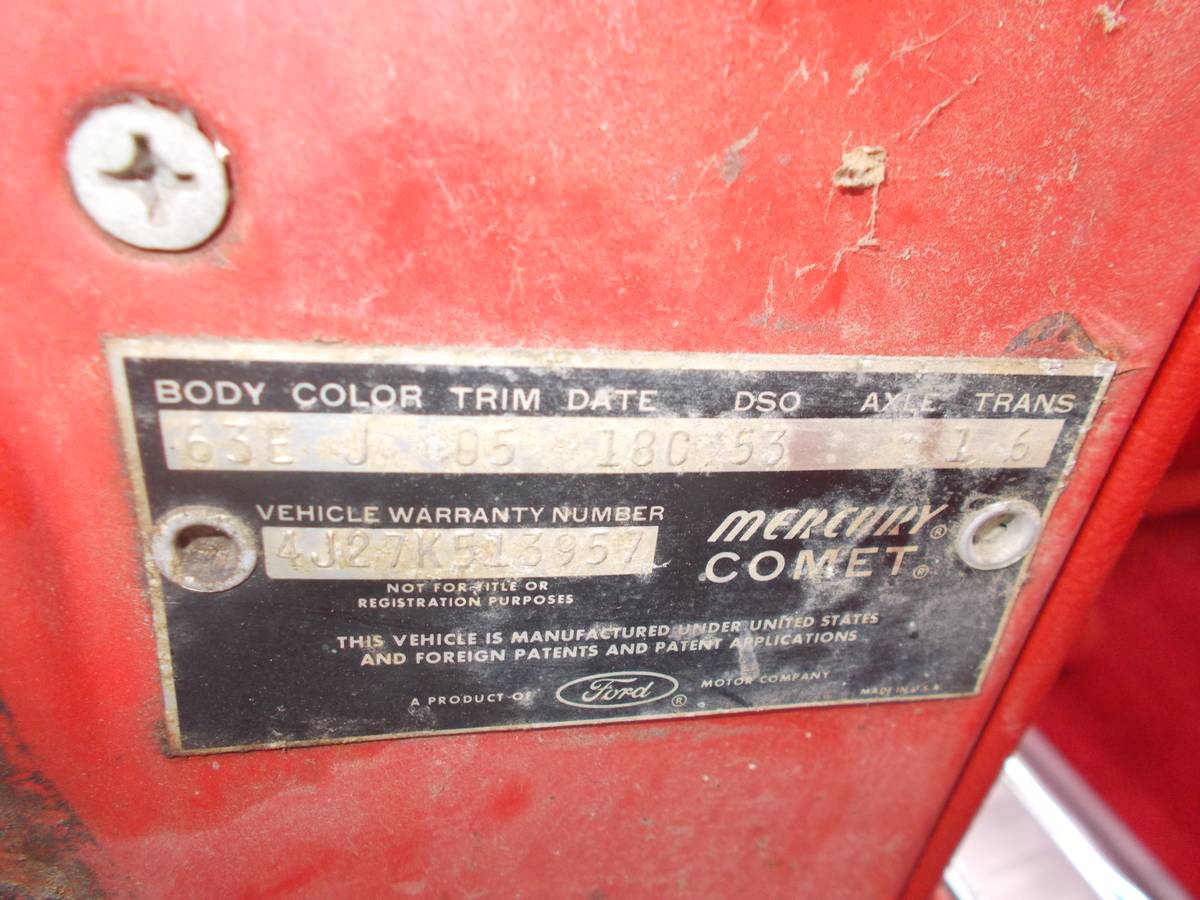 BODY COLOR TRIM DATE DSO AXLE TRANS
63E J 05 18C 53 1 6
VEHICLE WARRANTY NUMBER
4J27K513957
NOT FOR TITLE OR
REGISTRATION PURPOSES
MERCURY®
COMET®
THIS VEHICLE IS MANUFACTURED UNDER UNITED STATES
AND FOREIGN PATENTS AND PATENT APPLICATIONS
A PRODUCT OF Ford ® MOTOR COMPANY
MADE IN U.S.A.